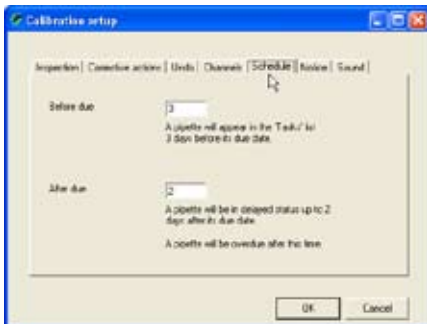 Calibration setup
Inspection | Corrective actions | Undo | Channels | Schedule | Notice | Sound
Before due
3
A pipette will appear in the 'Tasks' list
3 days before its due date.
After due
2
A pipette will be in delayed status up to 2
days after its due date.
A pipette will be overdue after this time.
OK Cancel